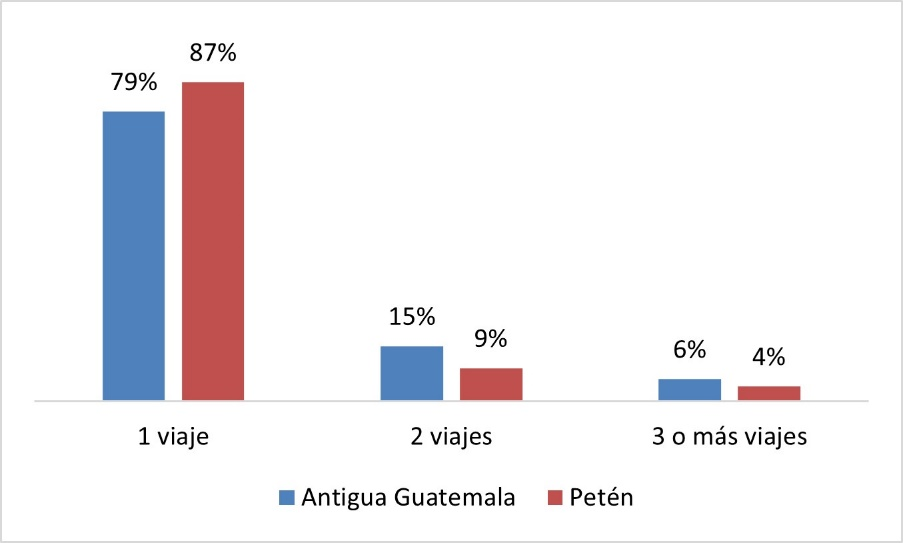 87%
79%
15%
9%
6%
4%
1 viaje
2 viajes
3 o más viajes
Antigua Guatemala
Petén